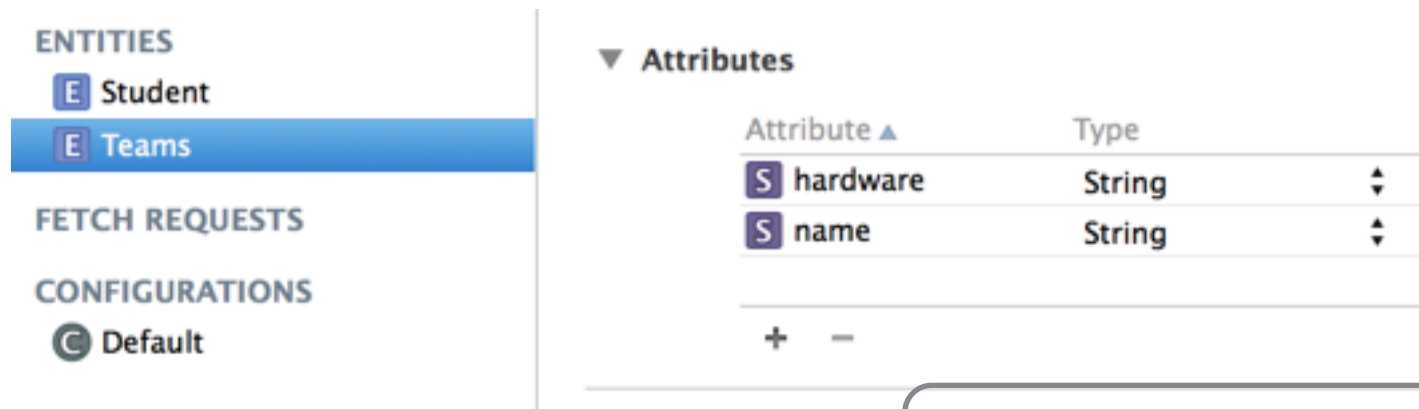 ENTITIES
E Student
E Teams
FETCH REQUESTS
CONFIGURATIONS
C Default
Attributes
Attribute Type
S hardware String
S name String
+ −